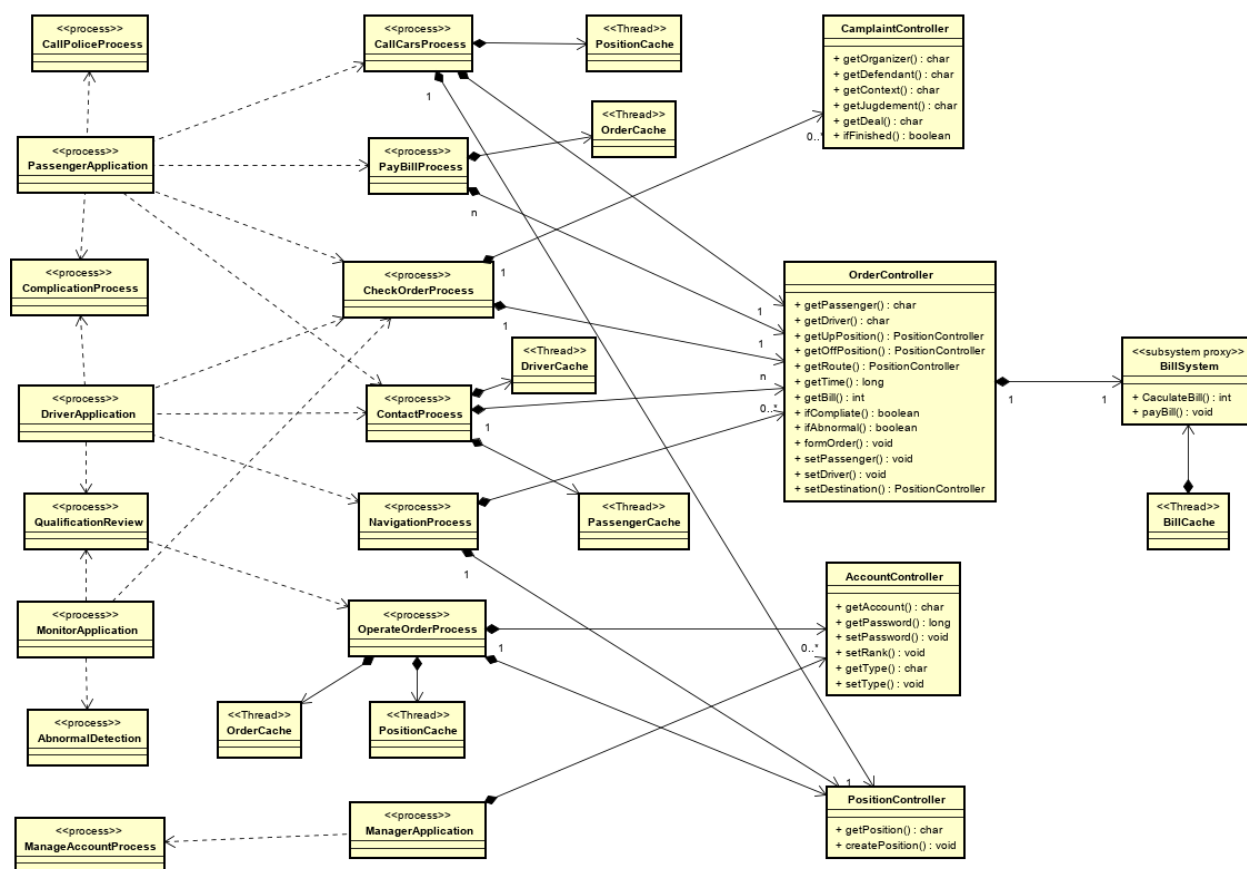 <<process>>
CallPoliceProcess
<<process>>
CallCarsProcess
1
<<Thread>>
PositionCache
CamplaintController
+ getOrganizer() : char
+ getDefendant() : char
+ getContext() : char
+ getJugdement() : char
+ getDeal() : char
+ ifFinished() : boolean
0..*
<<Thread>>
OrderCache
<<process>>
PassengerApplication
<<process>>
PayBillProcess
n
<<process>>
ComplicationProcess
<<process>>
CheckOrderProcess
1
1
OrderController
+ getPassenger() : char
+ getDriver() : char
+ getUpPosition() : PositionController
+ getOffPosition() : PositionController
+ getRoute() : PositionController
+ getTime() : long
+ getBill() : int
+ ifCompliate() : boolean
+ ifAbnormal() : boolean
+ formOrder() : void
+ setPassenger() : void
+ setDriver() : void
+ setDestination() : PositionController
1
1
n
0..*
1
1
<<subsystem proxy>>
BillSystem
+ CaculateBill() : int
+ payBill() : void
<<Thread>>
DriverCache
<<process>>
DriverApplication
<<process>>
ContactProcess
1
<<process>>
QualificationReview
<<process>>
NavigationProcess
1
<<Thread>>
PassengerCache
<<Thread>>
BillCache
<<process>>
MonitorApplication
<<process>>
OperateOrderProcess
1
AccountController
+ getAccount() : char
+ getPassword() : long
+ setPassword() : void
+ setRank() : void
+ getType() : char
+ setType() : void
0..*
<<process>>
AbnormalDetection
<<Thread>>
OrderCache
<<Thread>>
PositionCache
<<process>>
ManageAccountProcess
<<process>>
ManagerApplication
1
PositionController
+ getPosition() : char
+ createPosition() : void